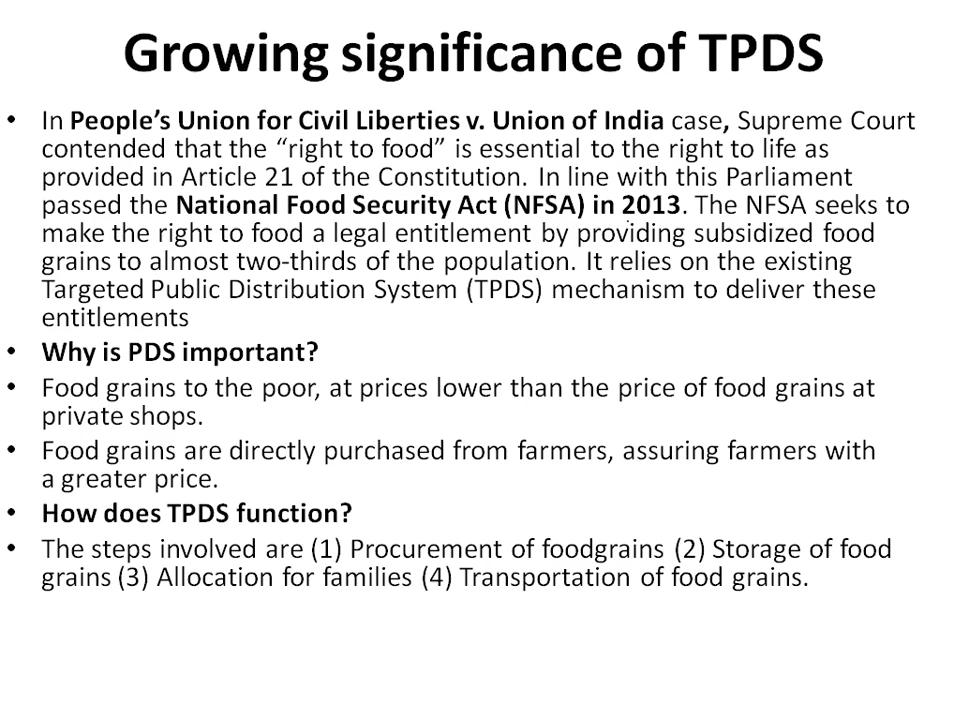 Growing significance of TPDS
• In People's Union for Civil Liberties v. Union of India case, Supreme Court
contended that the “right to food” is essential to the right to life as
provided in Article 21 of the Constitution. In line with this Parliament
passed the National Food Security Act (NFSA) in 2013. The NFSA seeks to
make the right to food a legal entitlement by providing subsidized food
grains to almost two-thirds of the population. It relies on the existing
Targeted Public Distribution System (TPDS) mechanism to deliver these
entitlements
• Why is PDS important?
• Food grains to the poor, at prices lower than the price of food grains at
private shops.
• Food grains are directly purchased from farmers, assuring farmers with
a greater price.
• How does TPDS function?
• The steps involved are (1) Procurement of foodgrains (2) Storage of food
grains (3) Allocation for families (4) Transportation of food grains.